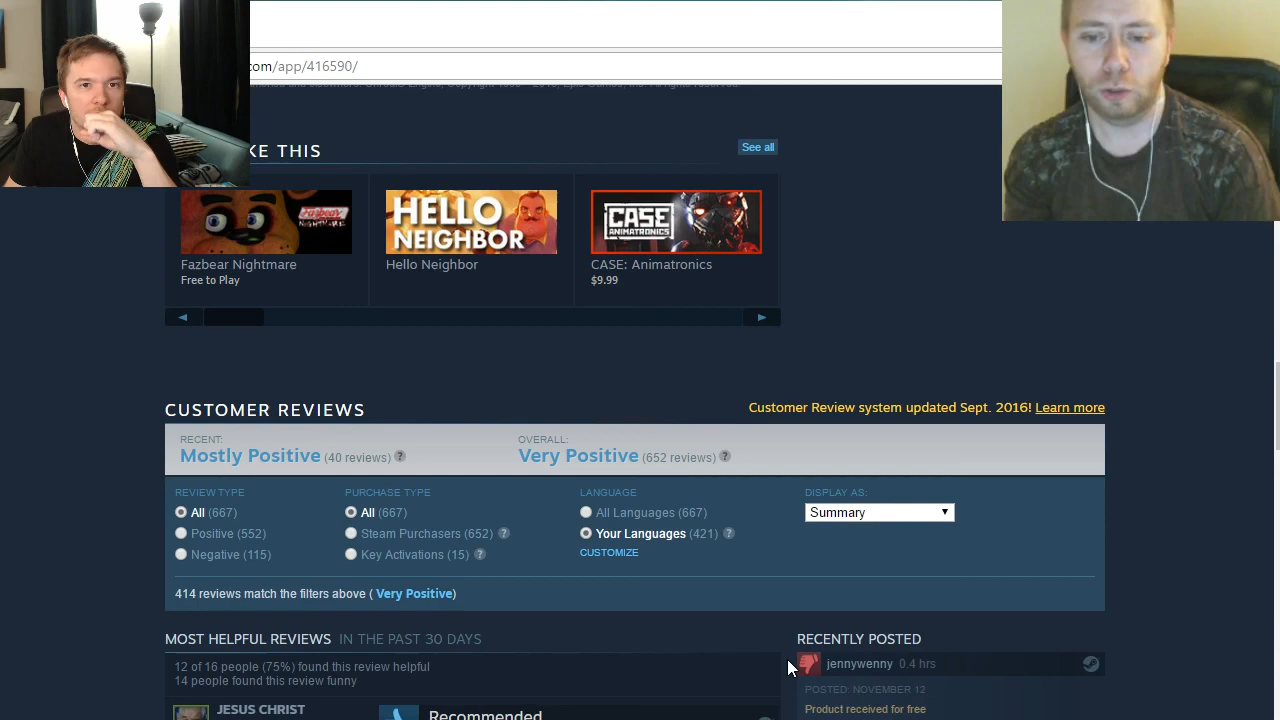 com/app/416590/
KE THIS
See all
Fazbear
NIGHTMARE
HELLO
NEIGHBOR
CASE
ANIMATRONICS
Fazbear Nightmare
Hello Neighbor
CASE: Animatronics
Free to Play
$9.99
CUSTOMER REVIEWS
Customer Review system updated Sept. 2016! Learn more
RECENT:
OVERALL:
Mostly Positive (40 reviews) ?
Very Positive (652 reviews) ?
REVIEW TYPE
PURCHASE TYPE
LANGUAGE
DISPLAY AS:
All (667)
All (667)
All Languages (667)
Summary
Positive (552)
Steam Purchasers (652) ?
Your Languages (421) ?
Negative (115)
Key Activations (15) ?
CUSTOMIZE
414 reviews match the filters above ( Very Positive)
MOST HELPFUL REVIEWS IN THE PAST 30 DAYS
RECENTLY POSTED
12 of 16 people (75%) found this review helpful
14 people found this review funny
jennywenny 0.4 hrs
POSTED: NOVEMBER 12
Product received for free
JESUS CHRIST
Recommended